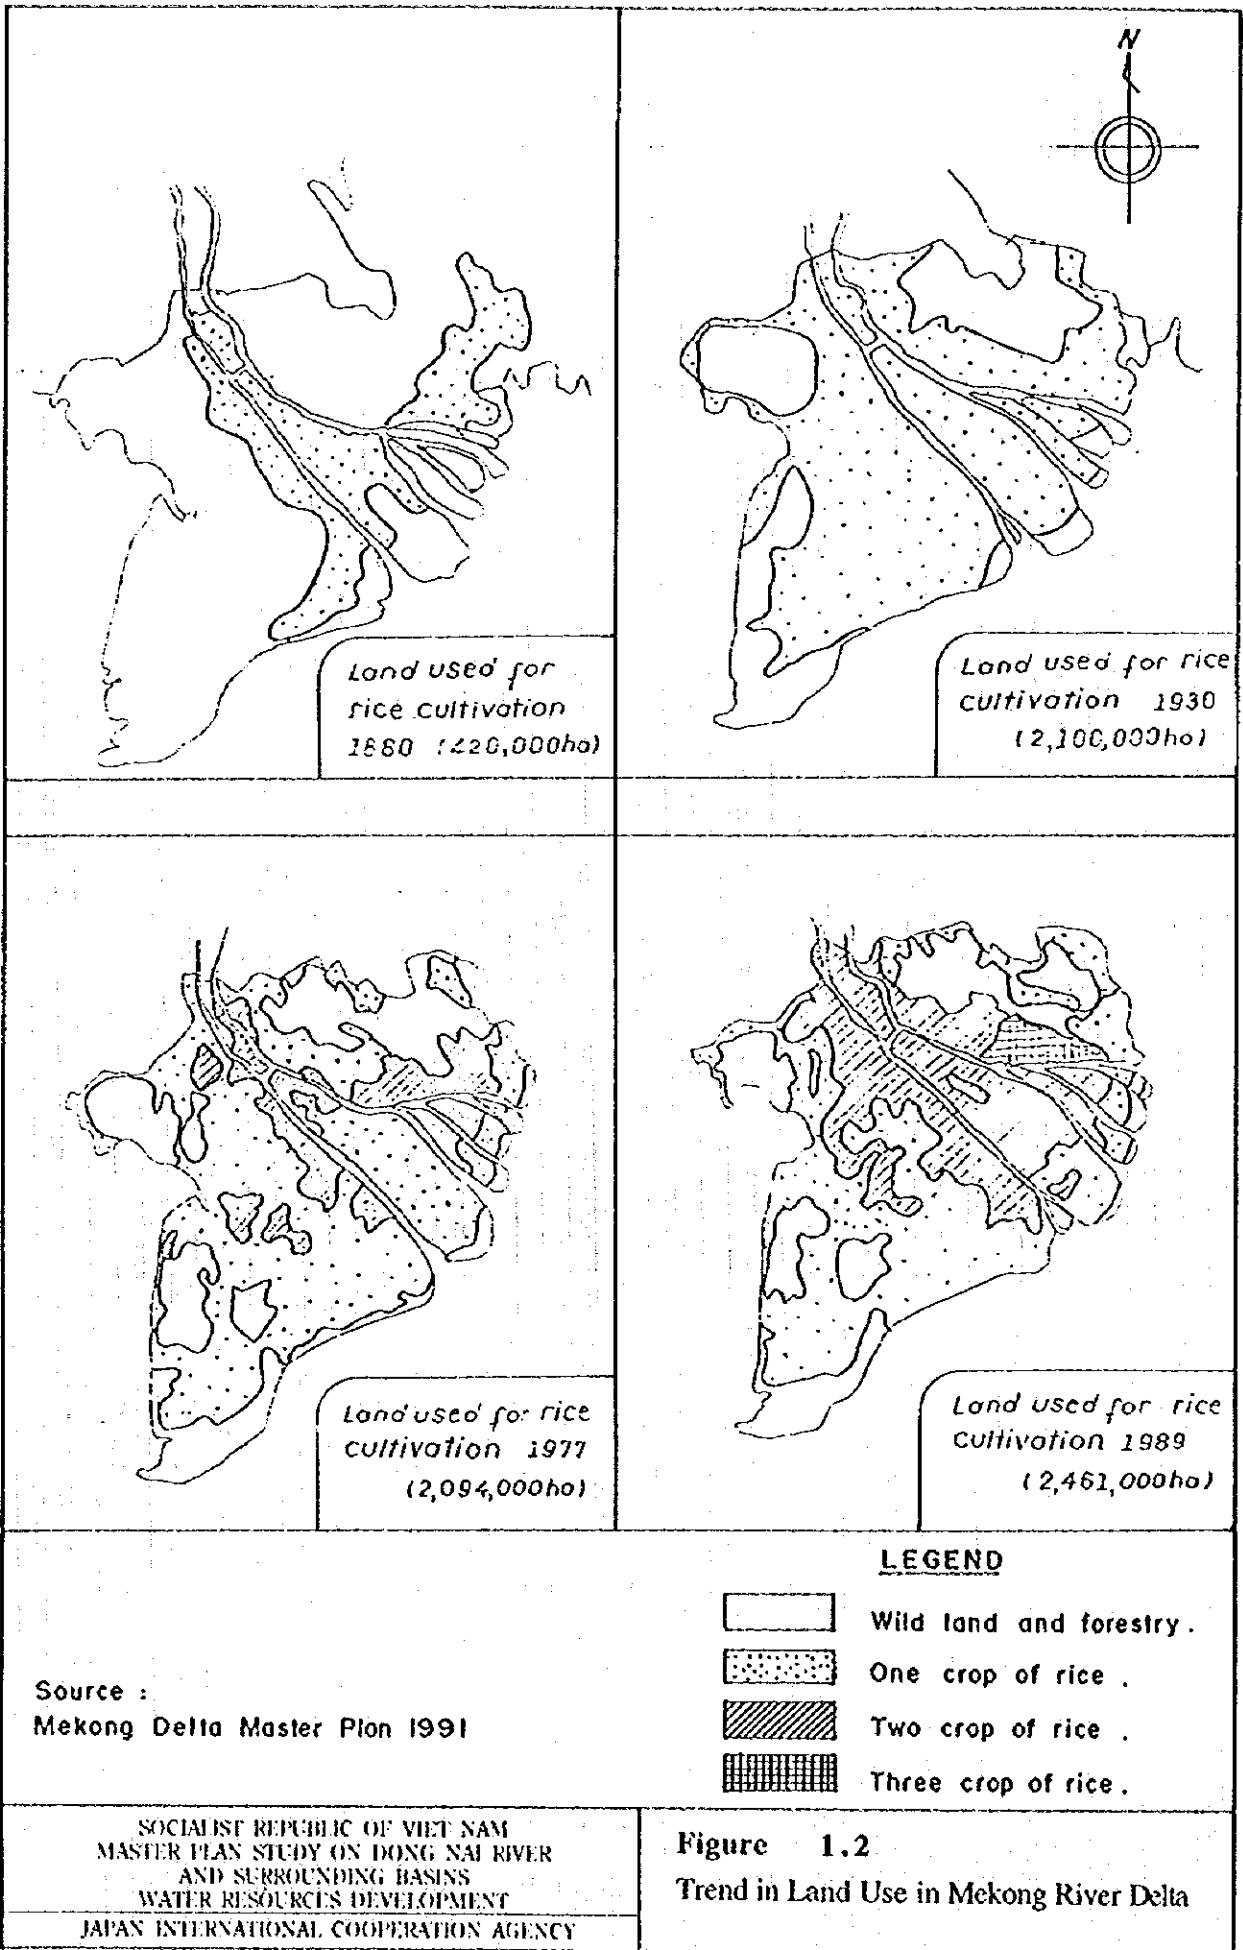 N
Land used for
rice cultivation
1880 (420,000ha)
Land used for rice
cultivation 1930
(2,100,000ha)
Land used for rice
cultivation 1977
(2,094,000ha)
Land used for rice
cultivation 1989
(2,461,000ha)
LEGEND
Wild land and forestry.
One crop of rice .
Two crop of rice .
Three crop of rice.
Source :
Mekong Delta Master Plan 1991
SOCIALIST REPUBLIC OF VIET NAM
MASTER PLAN STUDY ON DONG NAI RIVER
AND SURROUNDING BASINS
WATER RESOURCES DEVELOPMENT
JAPAN INTERNATIONAL COOPERATION AGENCY
Figure 1.2
Trend in Land Use in Mekong River Delta